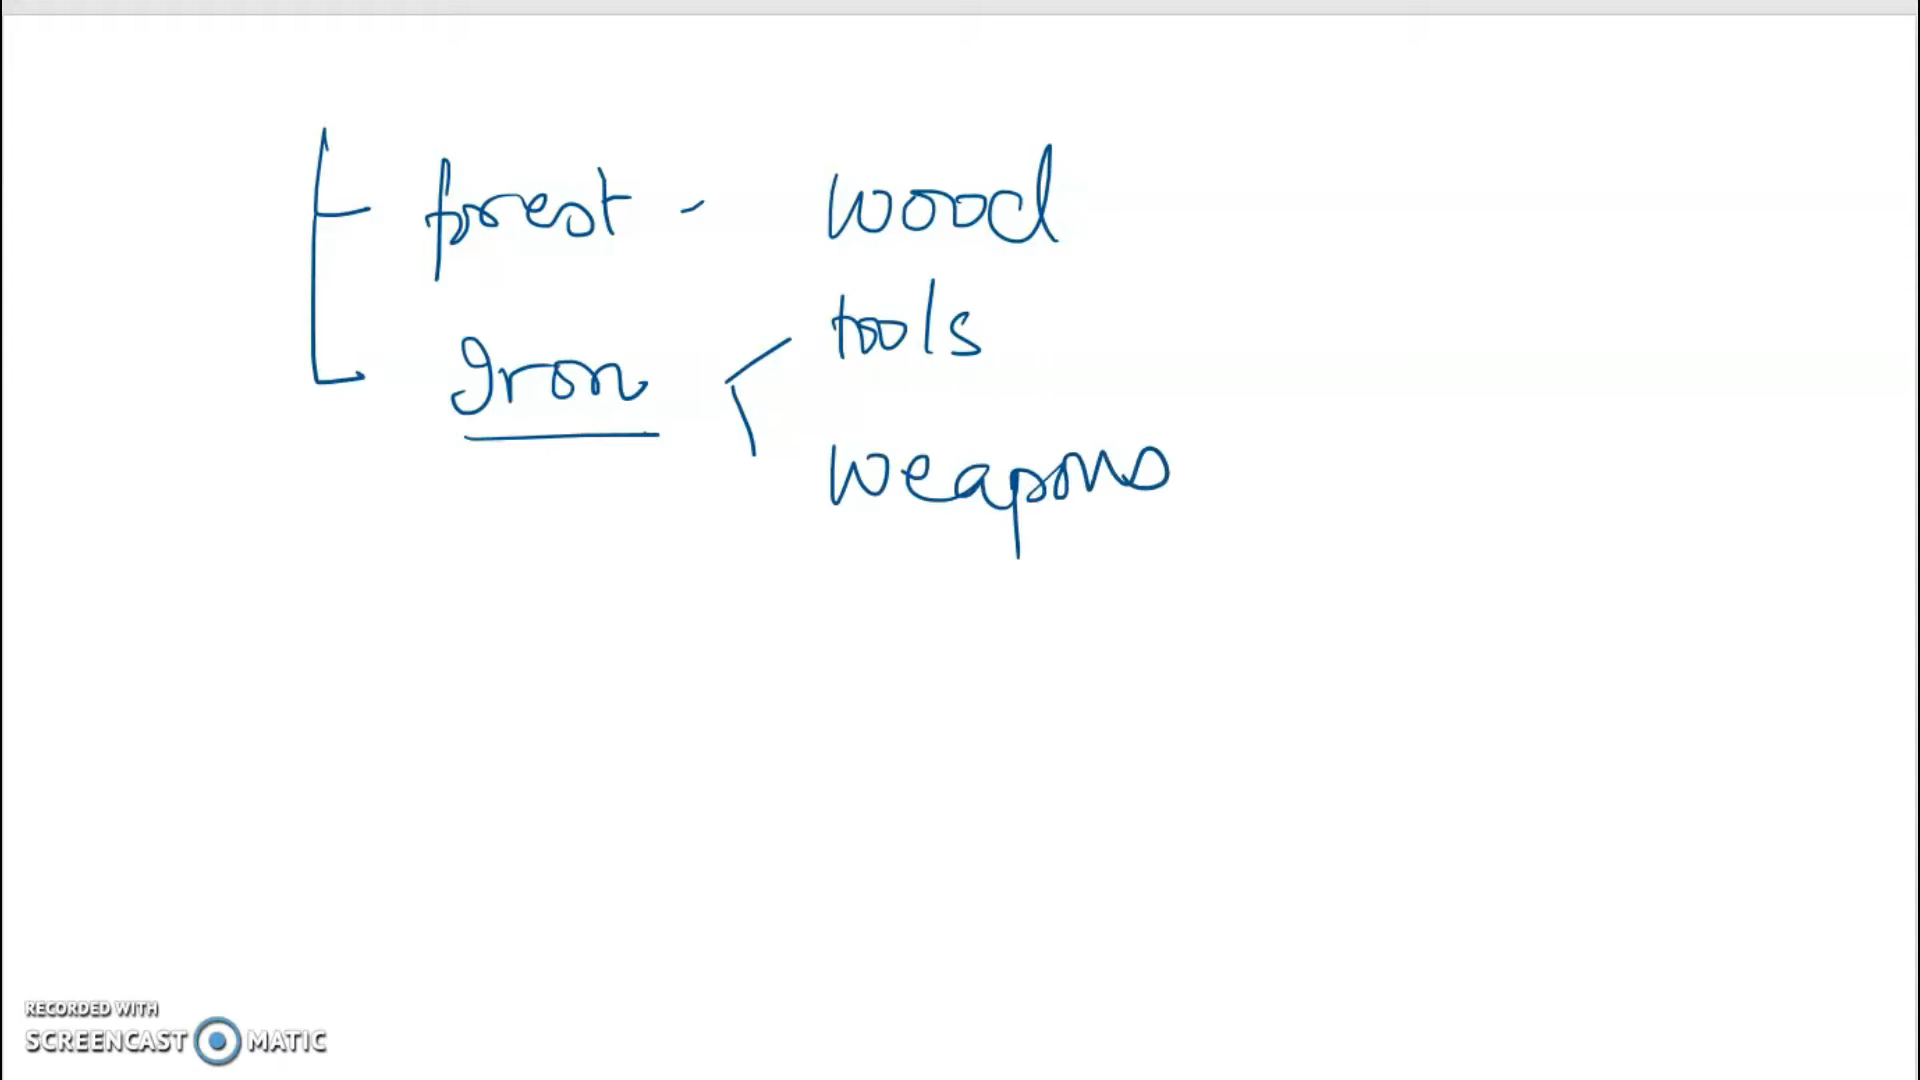 forest - wood
tools
Iron
weapons
RECORDED WITH
SCREENCAST MATIC